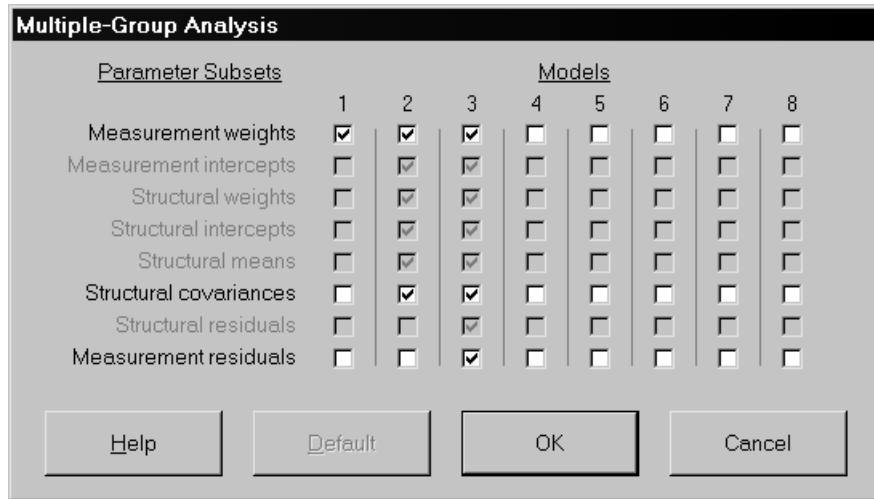 Multiple-Group Analysis
Parameter Subsets Models
1 2 3 4 5 6 7 8
Measurement weights
Measurement intercepts
Structural weights
Structural intercepts
Structural means
Structural covariances
Structural residuals
Measurement residuals
Help Default OK Cancel